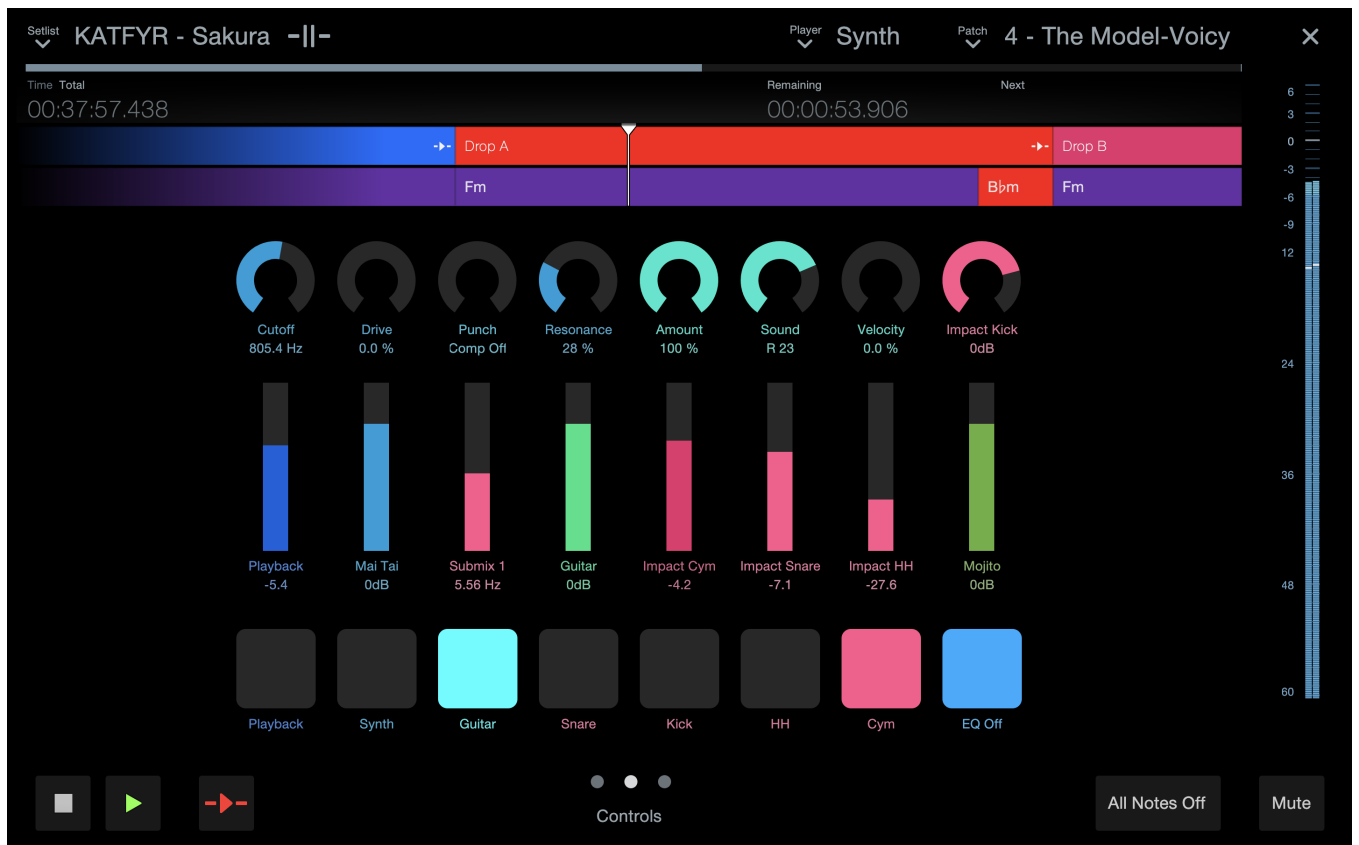 Setlist KATFYR - Sakura
Player Synth
Patch 4 - The Model-Voicy
Time Total
Remaining
Next
00:37:57.438
00:00:53.906
Drop A
Drop B
Fm
B♭m
Fm
Cutoff
805.4 Hz
Drive
0.0 %
Punch
Comp Off
Resonance
28 %
Amount
100 %
Sound
R 23
Velocity
0.0 %
Impact Kick
0dB
Playback
-5.4
Mai Tai
0dB
Submix 1
5.56 Hz
Guitar
0dB
Impact Cym
-4.2
Impact Snare
-7.1
Impact HH
-27.6
Mojito
0dB
Playback
Synth
Guitar
Snare
Kick
HH
Cym
EQ Off
Controls
All Notes Off
Mute
6
3
0
-3
-6
-9
12
24
36
48
60